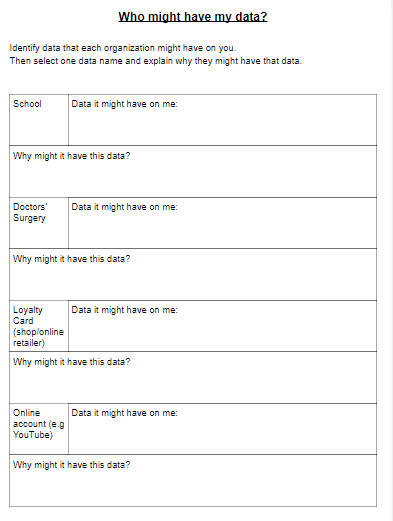 Who might have my data?
Identify data that each organization might have on you.
Then select one data name and explain why they might have that data.
School
Data it might have on me:
Why might it have this data?
Doctors'
Surgery
Data it might have on me:
Why might it have this data?
Loyalty
Card
(shop/online
retailer)
Data it might have on me:
Why might it have this data?
Online
account (e.g
YouTube)
Data it might have on me:
Why might it have this data?